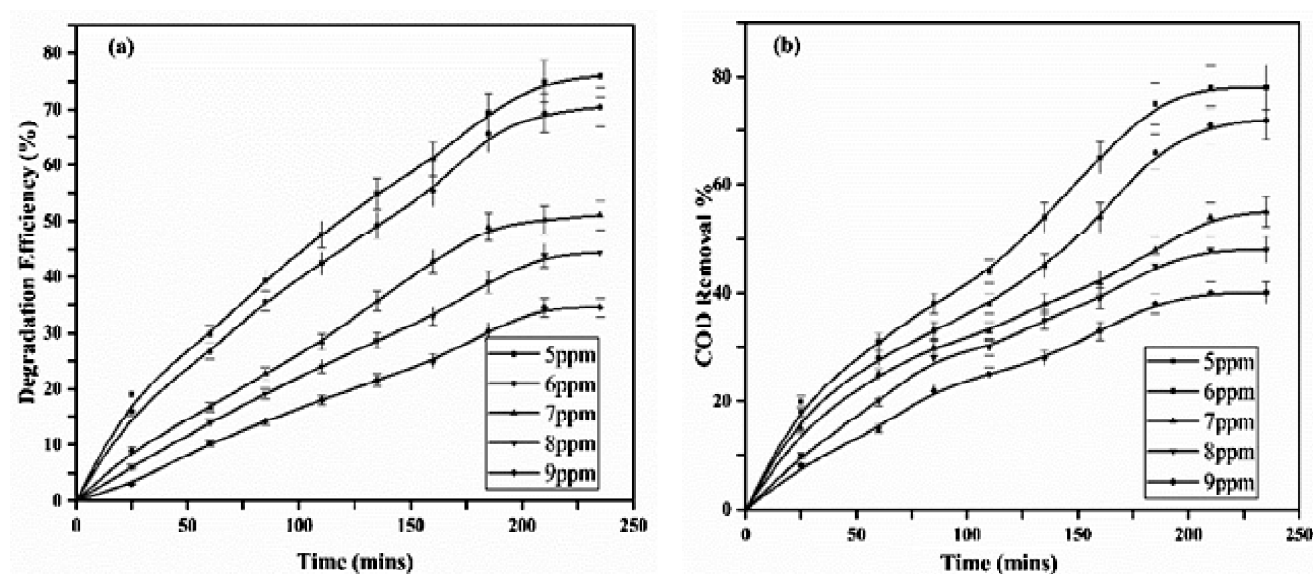 (a)
Degradation Efficiency (%)
80
70
60
50
40
30
20
10
0
0 50 100 150 200 250
Time (mins)
5ppm
6ppm
7ppm
8ppm
9ppm
(b)
COD Removal %
80
60
40
20
0
0 50 100 150 200 250
Time (mins)
5ppm
6ppm
7ppm
8ppm
9ppm